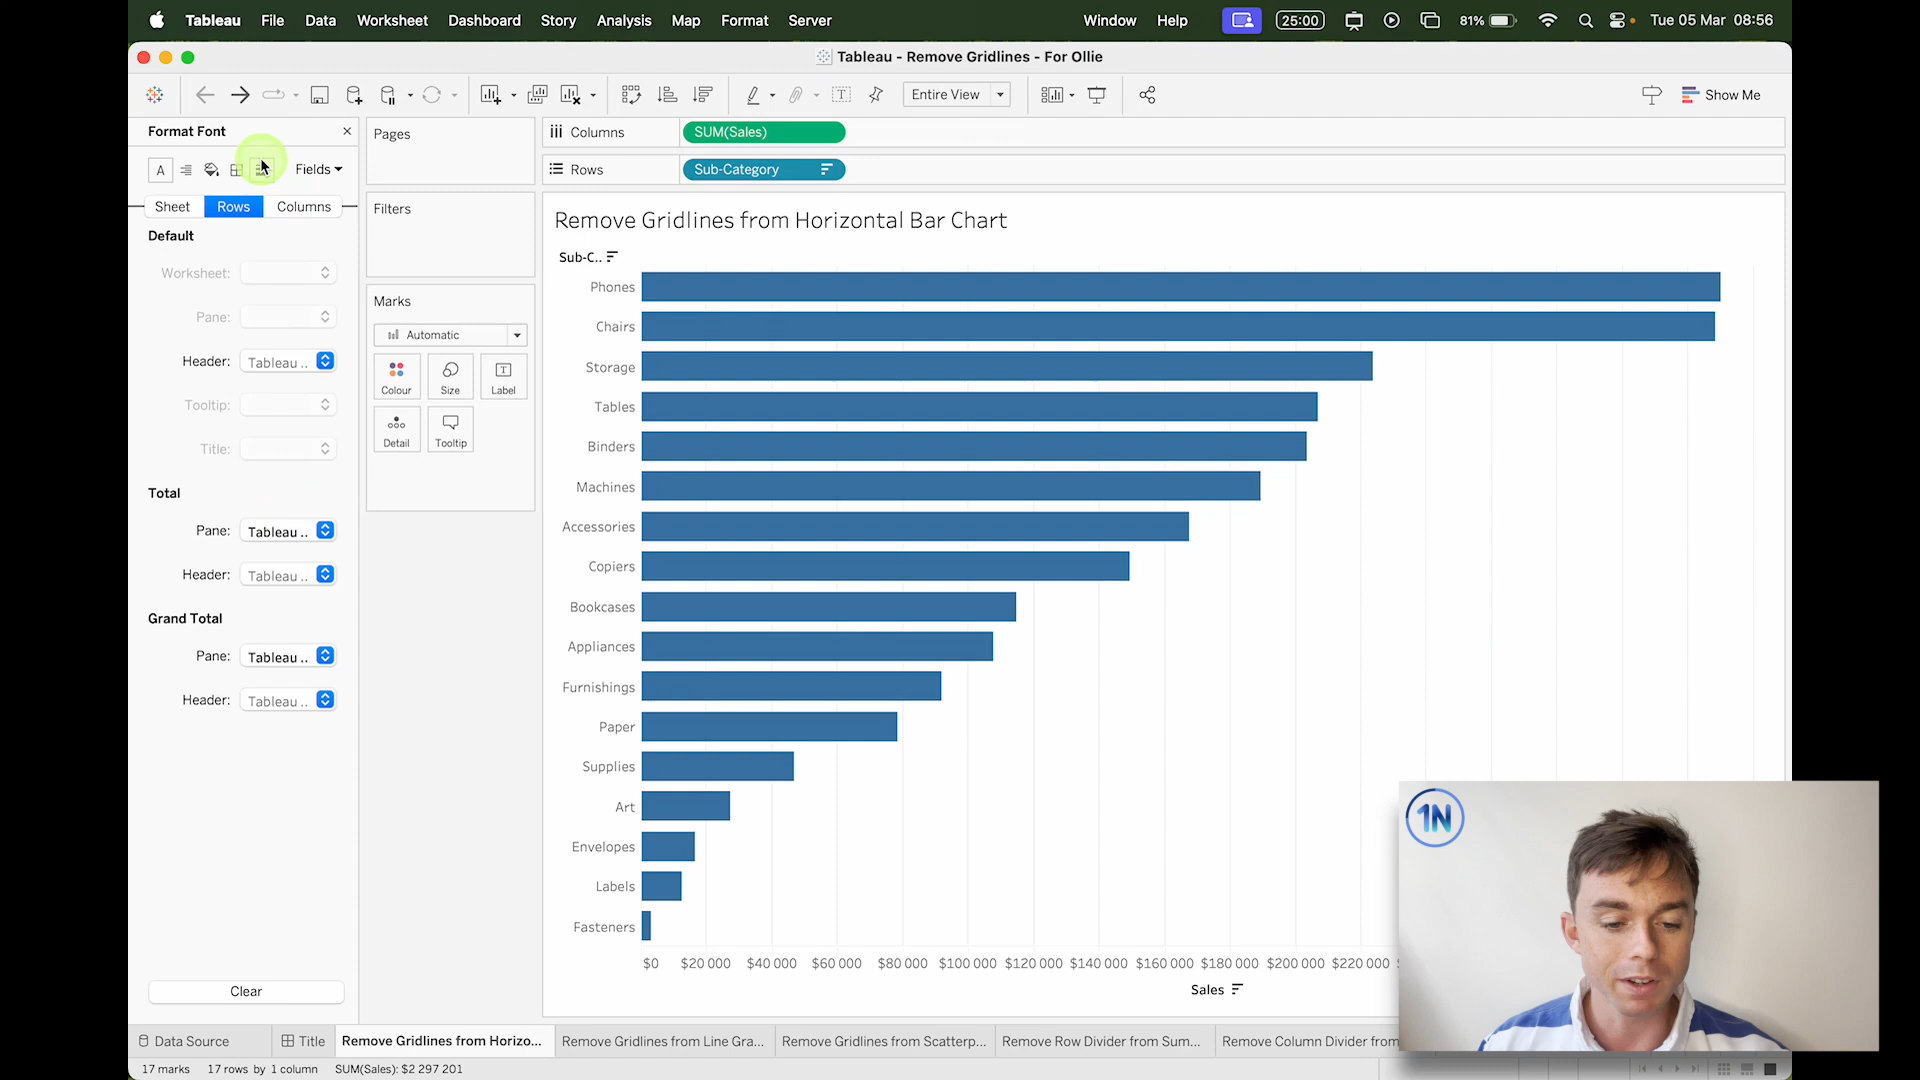 Tableau File Data Worksheet Dashboard Story Analysis Map Format Server Window Help 25:00 81% Tue 05 Mar 08:56
Tableau - Remove Gridlines - For Ollie
Entire View Show Me
Format Font
A Fields
Sheet Rows Columns
Default
Worksheet:
Pane:
Header: Tableau ..
Tooltip:
Title:
Total
Pane: Tableau ..
Header: Tableau ..
Grand Total
Pane: Tableau ..
Header: Tableau ..
Clear
Pages
Filters
Marks
Automatic
Colour Size Label
Detail Tooltip
Columns SUM(Sales)
Rows Sub-Category
Remove Gridlines from Horizontal Bar Chart
Sub-C..
Phones
Chairs
Storage
Tables
Binders
Machines
Accessories
Copiers
Bookcases
Appliances
Furnishings
Paper
Supplies
Art
Envelopes
Labels
Fasteners
$0 $20 000 $40 000 $60 000 $80 000 $100 000 $120 000 $140 000 $160 000 $180 000 $200 000 $220 000
Sales
1N
Data Source Title Remove Gridlines from Horizo... Remove Gridlines from Line Gra... Remove Gridlines from Scatterp... Remove Row Divider from Sum... Remove Column Divider from
17 marks 17 rows by 1 column SUM(Sales): $2 297 201